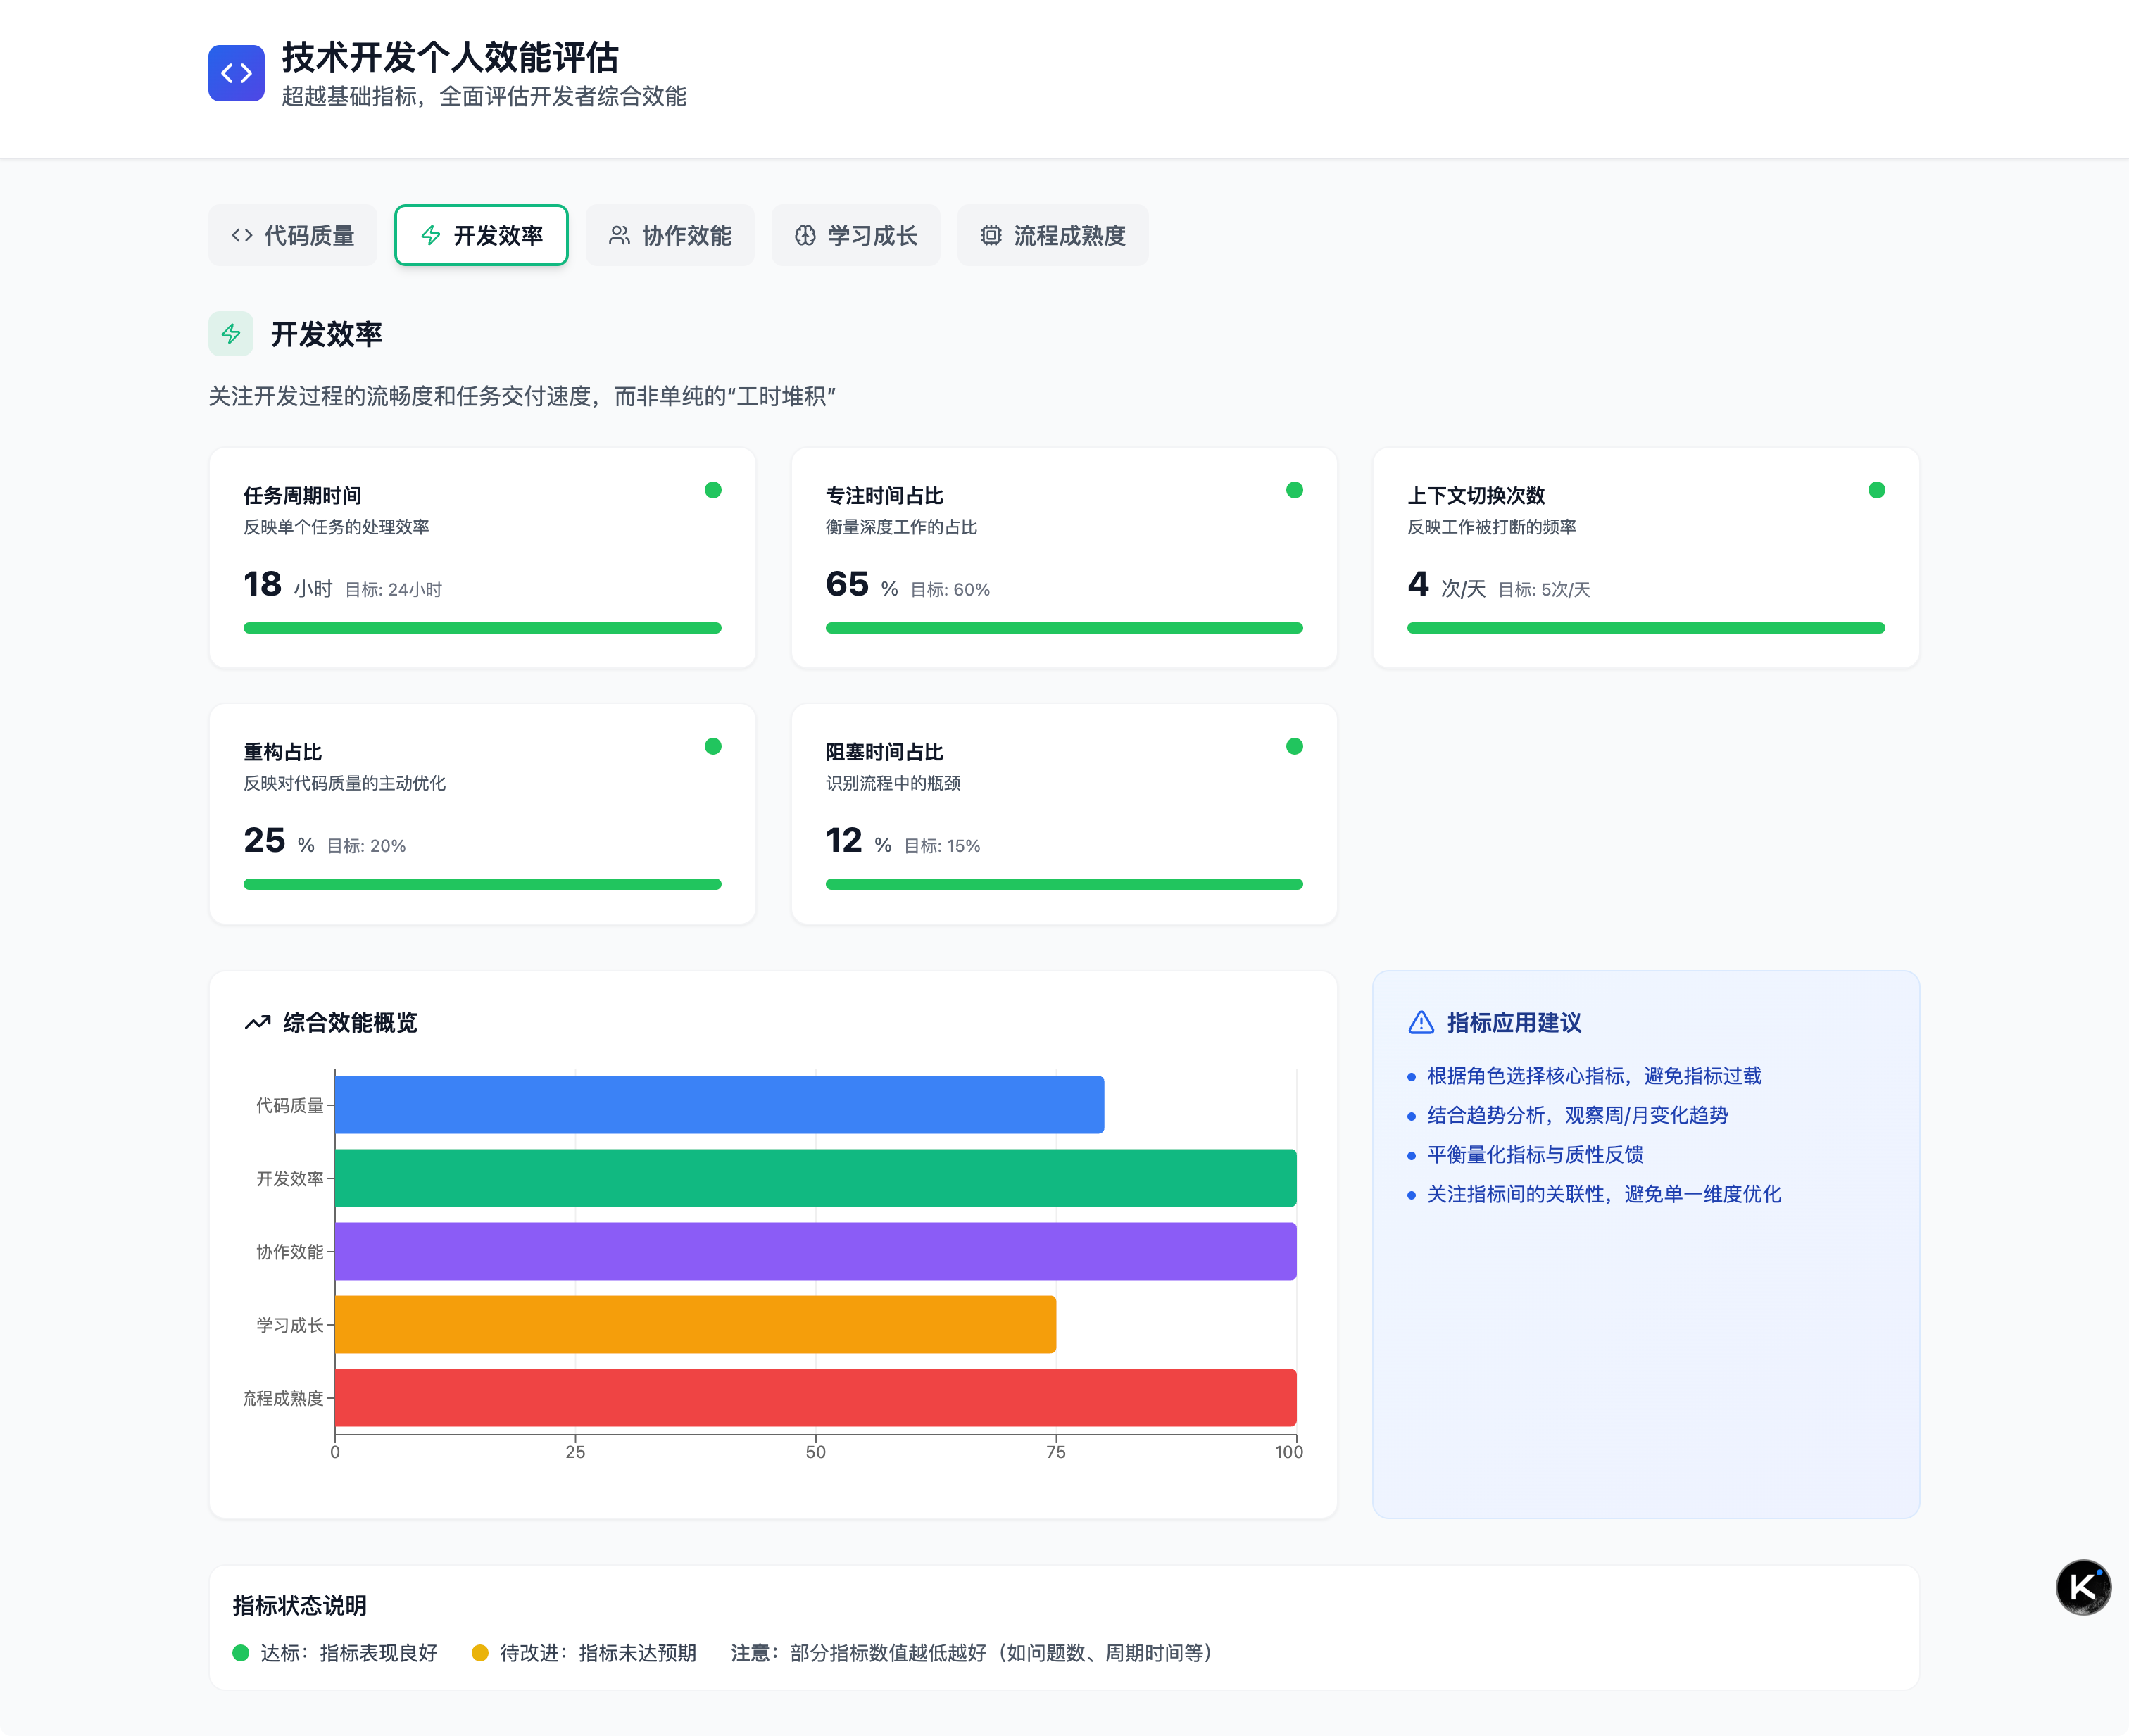 技术开发个人效能评估
超越基础指标，全面评估开发者综合效能
代码质量
开发效率
协作效能
学习成长
流程成熟度
开发效率
关注开发过程的流畅度和任务交付速度，而非单纯的“工时堆积”
任务周期时间
反映单个任务的处理效率
18 小时 目标: 24小时
专注时间占比
衡量深度工作的占比
65 % 目标: 60%
上下文切换次数
反映工作被打断的频率
4 次/天 目标: 5次/天
重构占比
反映对代码质量的主动优化
25 % 目标: 20%
阻塞时间占比
识别流程中的瓶颈
12 % 目标: 15%
综合效能概览
代码质量
开发效率
协作效能
学习成长
流程成熟度
0 25 50 75 100
指标应用建议
根据角色选择核心指标，避免指标过载
结合趋势分析，观察周/月变化趋势
平衡量化指标与质性反馈
关注指标间的关联性，避免单一维度优化
指标状态说明
达标：指标表现良好 待改进：指标未达预期 注意：部分指标数值越低越好（如问题数、周期时间等）
K